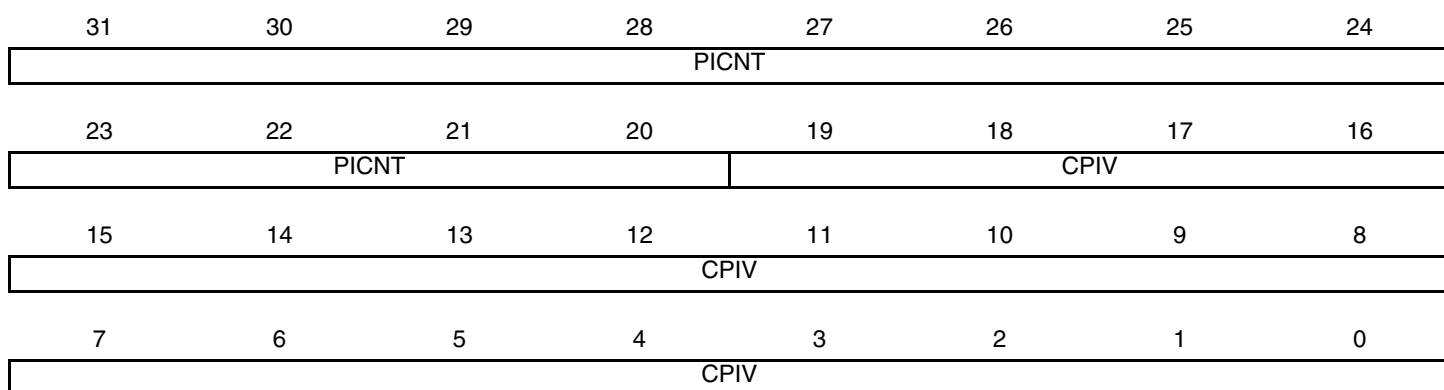 31 30 29 28 27 26 25 24
PICNT
23 22 21 20 19 18 17 16
PICNT CPIV
15 14 13 12 11 10 9 8
CPIV
7 6 5 4 3 2 1 0
CPIV